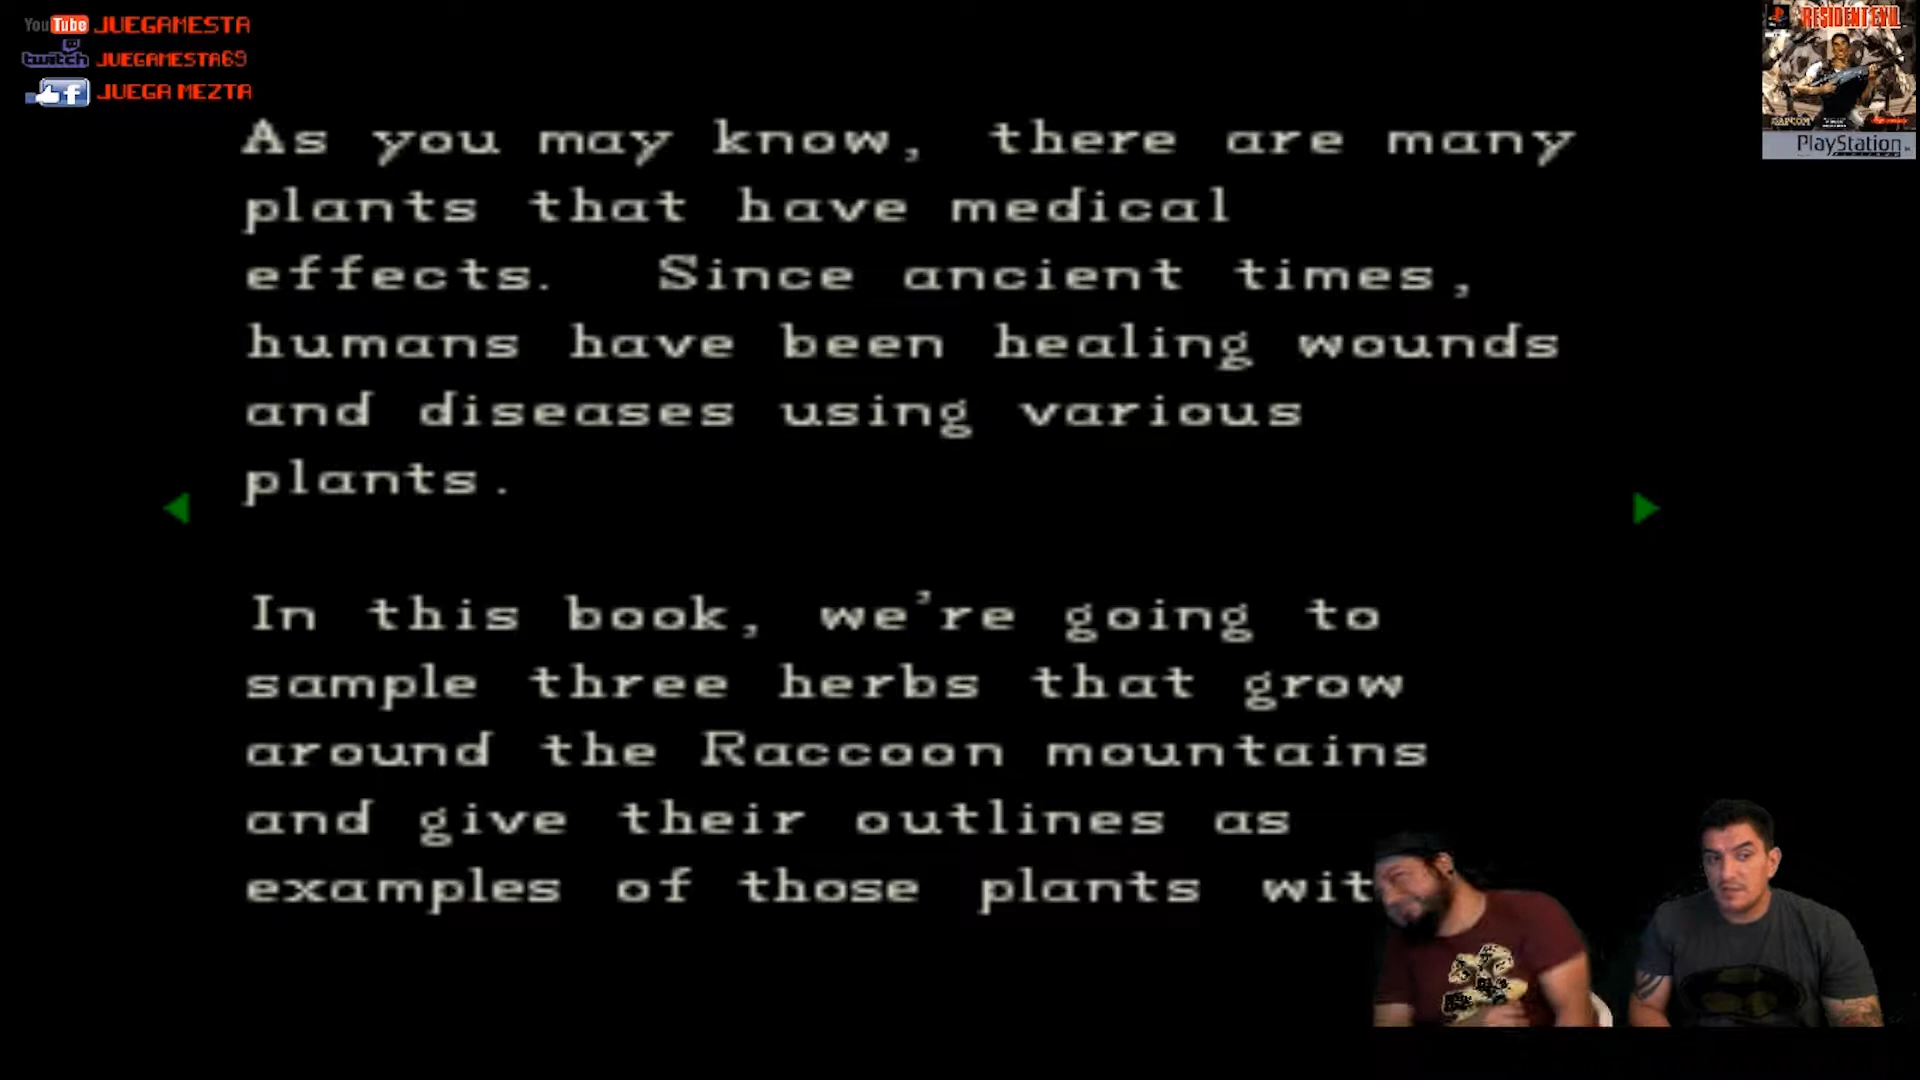 YouTube JUEGAMESTA
twitch JUEGAMESTA69
f JUEGA MEZTA
RESIDENT EVIL
CAPCOM
PlayStation
As you may know, there are many
plants that have medical
effects. Since ancient times,
humans have been healing wounds
and diseases using various
plants.
In this book, we're going to
sample three herbs that grow
around the Raccoon mountains
and give their outlines as
examples of those plants wit